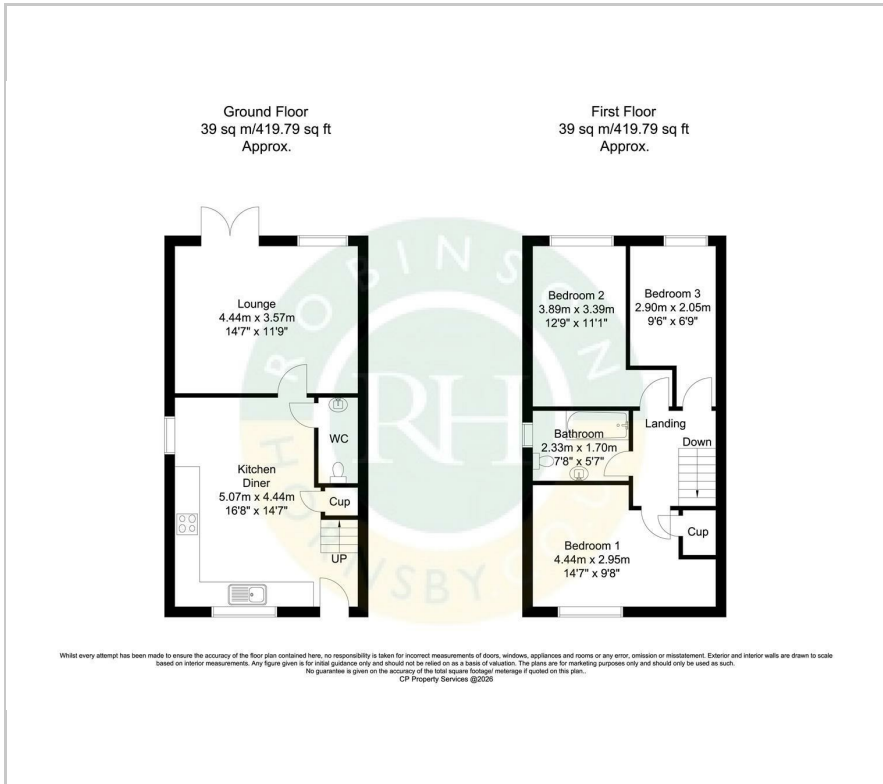 Ground Floor
39 sq m/419.79 sq ft
Approx.
First Floor
39 sq m/419.79 sq ft
Approx.
Lounge
4.44m x 3.57m
14'7" x 11'9"
WC
Kitchen
Diner
5.07m x 4.44m
16'8" x 14'7"
Cup
UP
Bedroom 2
3.89m x 3.39m
12'9" x 11'1"
Bedroom 3
2.90m x 2.05m
9'6" x 6'9"
Landing
Down
Bathroom
2.33m x 1.70m
7'8" x 5'7"
Cup
Bedroom 1
4.44m x 2.95m
14'7" x 9'8"
ROBINSON
RH
HORNSBY.CO.UK
Whilst every attempt has been made to ensure the accuracy of the floor plan contained here, no responsibility is taken for incorrect measurements of doors, windows, appliances and rooms or any error, omission or misstatement. Exterior and interior walls are drawn to scale
based on interior measurements. Any figure given is for initial guidance only and should not be relied on as a basis of valuation. The plans are for marketing purposes only and should only be used as such.
No guarantee is given on the accuracy of the total square footage/ meterage if quoted on this plan..
CP Property Services @2026